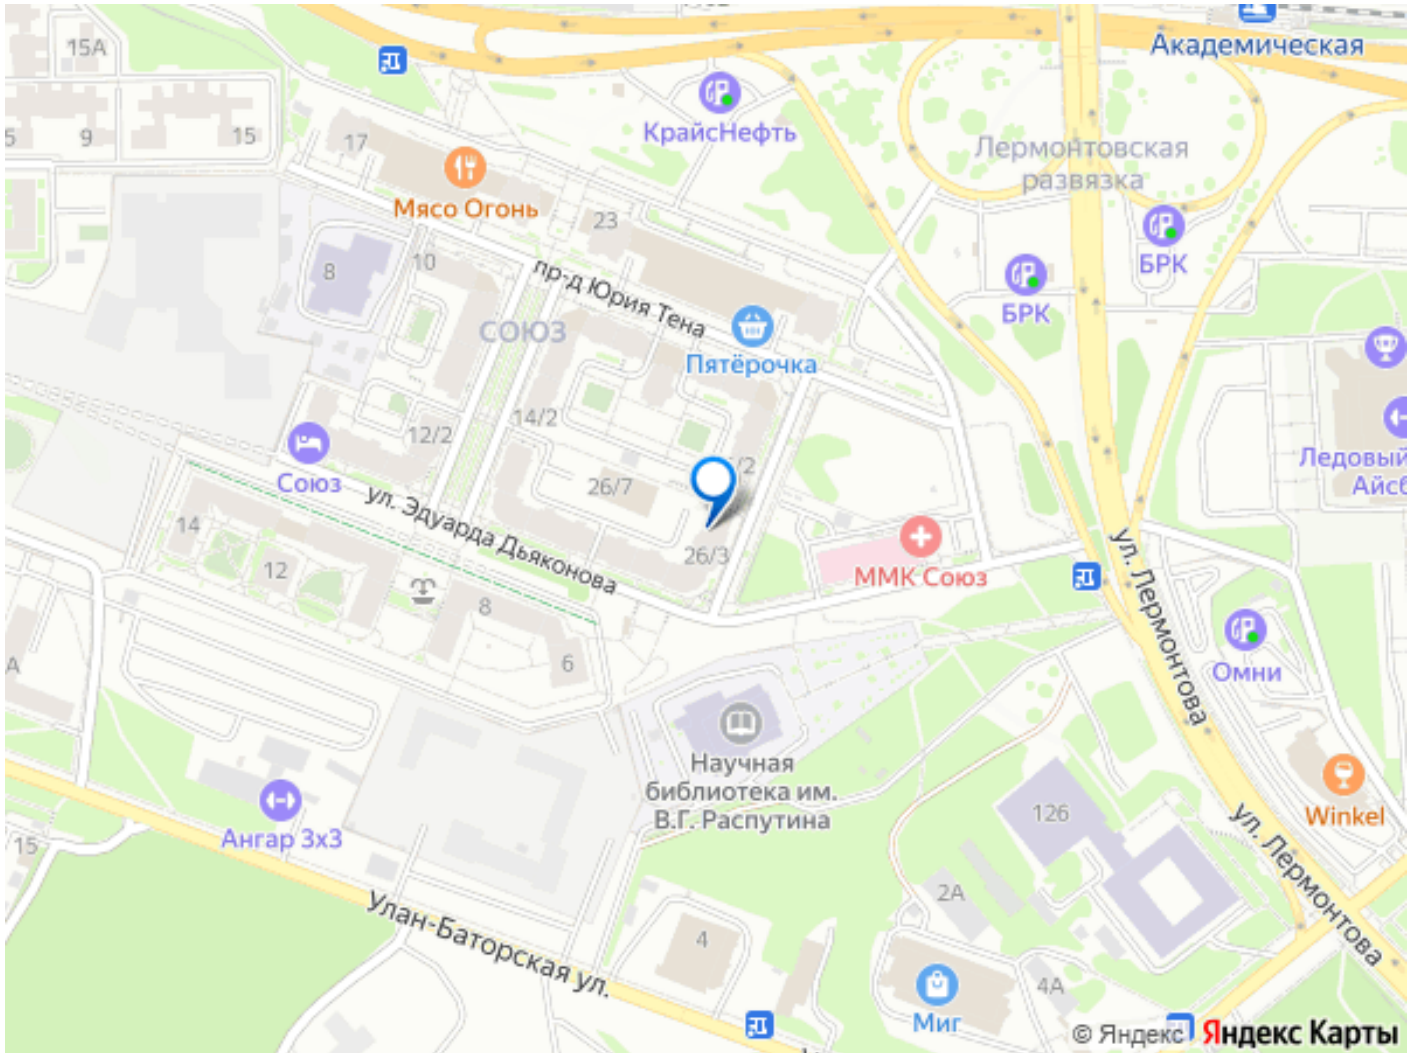 15А
Академическая
КрайсНефть
9
15
17
Лермонтовская
развязка
Мясо Огонь
23
БРК
8
10
пр-д Юрия Тена
БРК
СОЮЗ
Пятёрочка
14/2
12/2
Ледовый
Айсб
Союз
26/7
ул. Эдуарда Дьяконова
14
26/3
ММК Союз
ул. Лермонтова
12
8
6
Омни
Научная
библиотека им.
В.Г. Распутина
126
Winkel
Ангар 3х3
15
ул. Лермонтова
2А
Улан-Баторская ул.
4
4А
Миг
© Яндекс Яндекс Карты